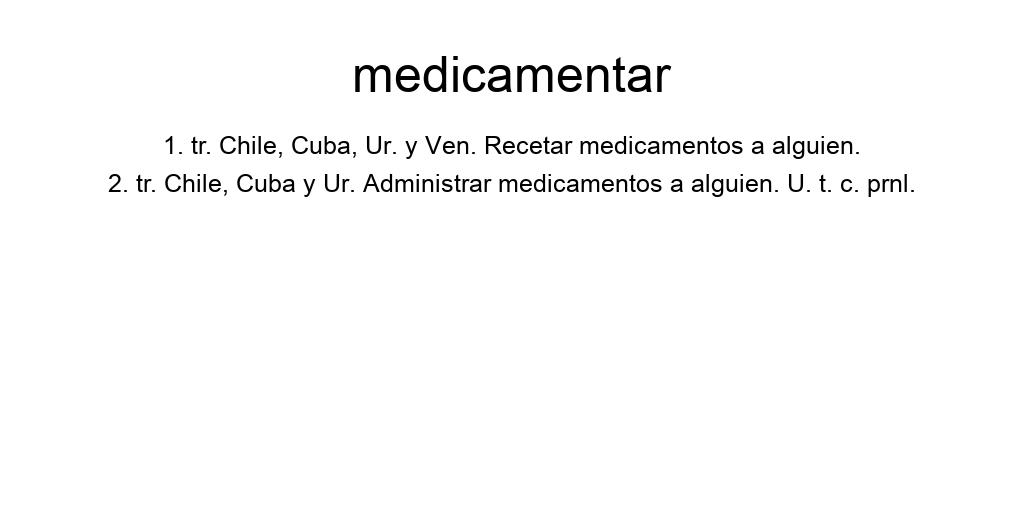 medicamentar
1. tr. Chile, Cuba, Ur. y Ven. Recetar medicamentos a alguien.
2. tr. Chile, Cuba y Ur. Administrar medicamentos a alguien. U. t. c. prnl.